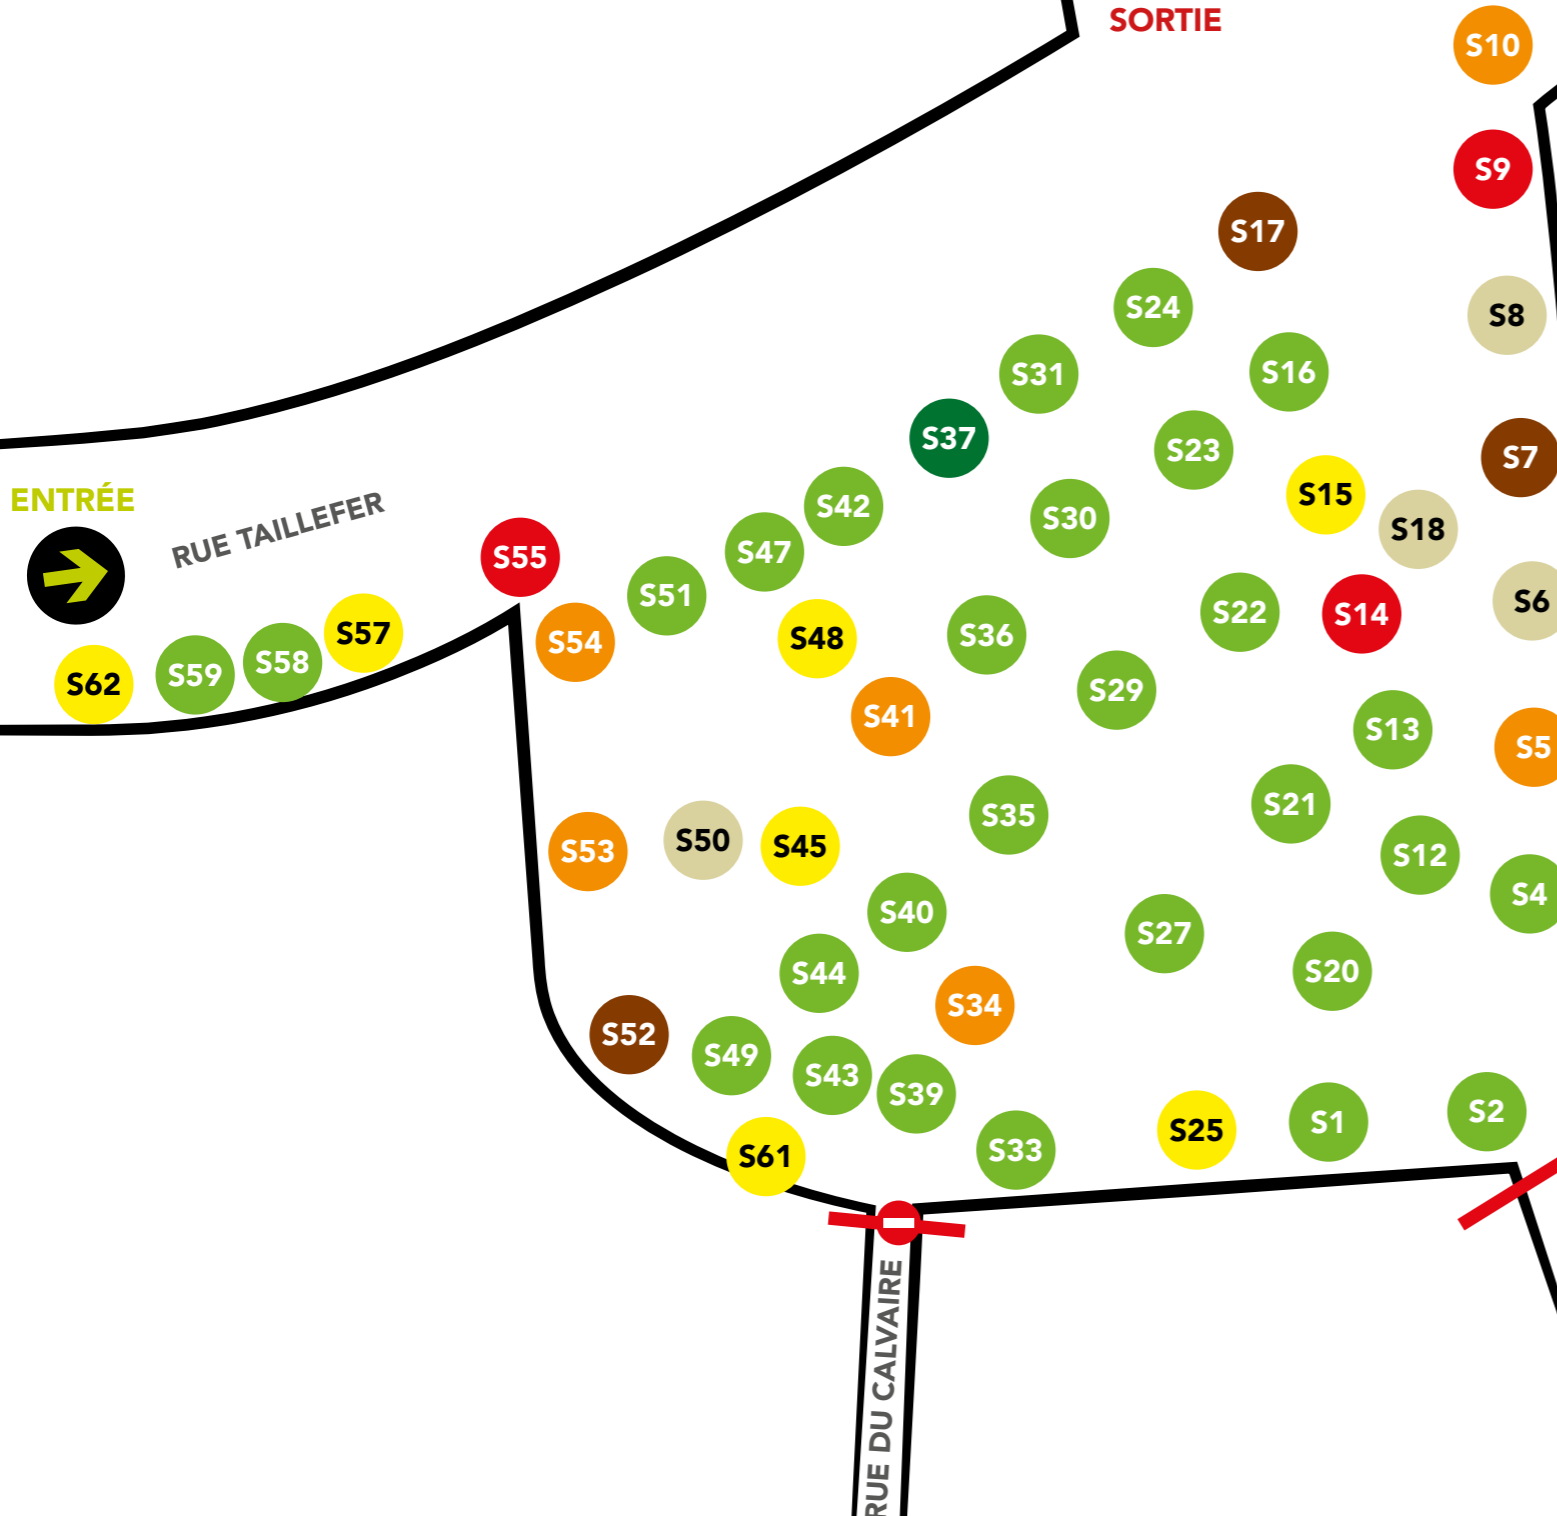 SORTIE
S10
S9
S17
S24
S8
S31
S16
S37
S23
S7
ENTRÉE
RUE TAILLEFER
S42
S30
S15
S18
S55
S47
S51
S54
S48
S36
S22
S14
S6
S57
S58
S59
S62
S41
S29
S13
S5
S53
S50
S45
S35
S21
S12
S4
S40
S44
S27
S20
S34
S52
S49
S43
S39
S61
S33
S25
S1
S2
RUE DU CALVAIRE